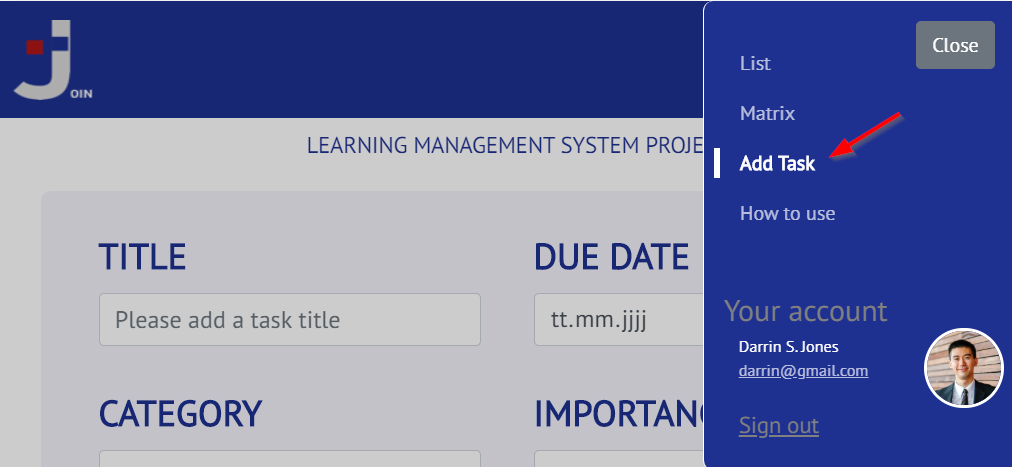 JOIN
LEARNING MANAGEMENT SYSTEM PROJE
TITLE
DUE DATE
Please add a task title
tt.mm.jjjj
CATEGORY
IMPORTANC
Close
List
Matrix
Add Task
How to use
Your account
Darrin S. Jones
darrin@gmail.com
Sign out